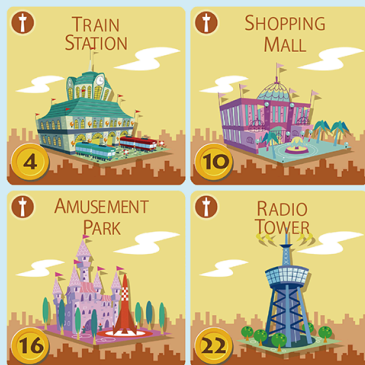 TRAIN
STATION
4
SHOPPING
MALL
10
AMUSEMENT
PARK
16
RADIO
TOWER
22